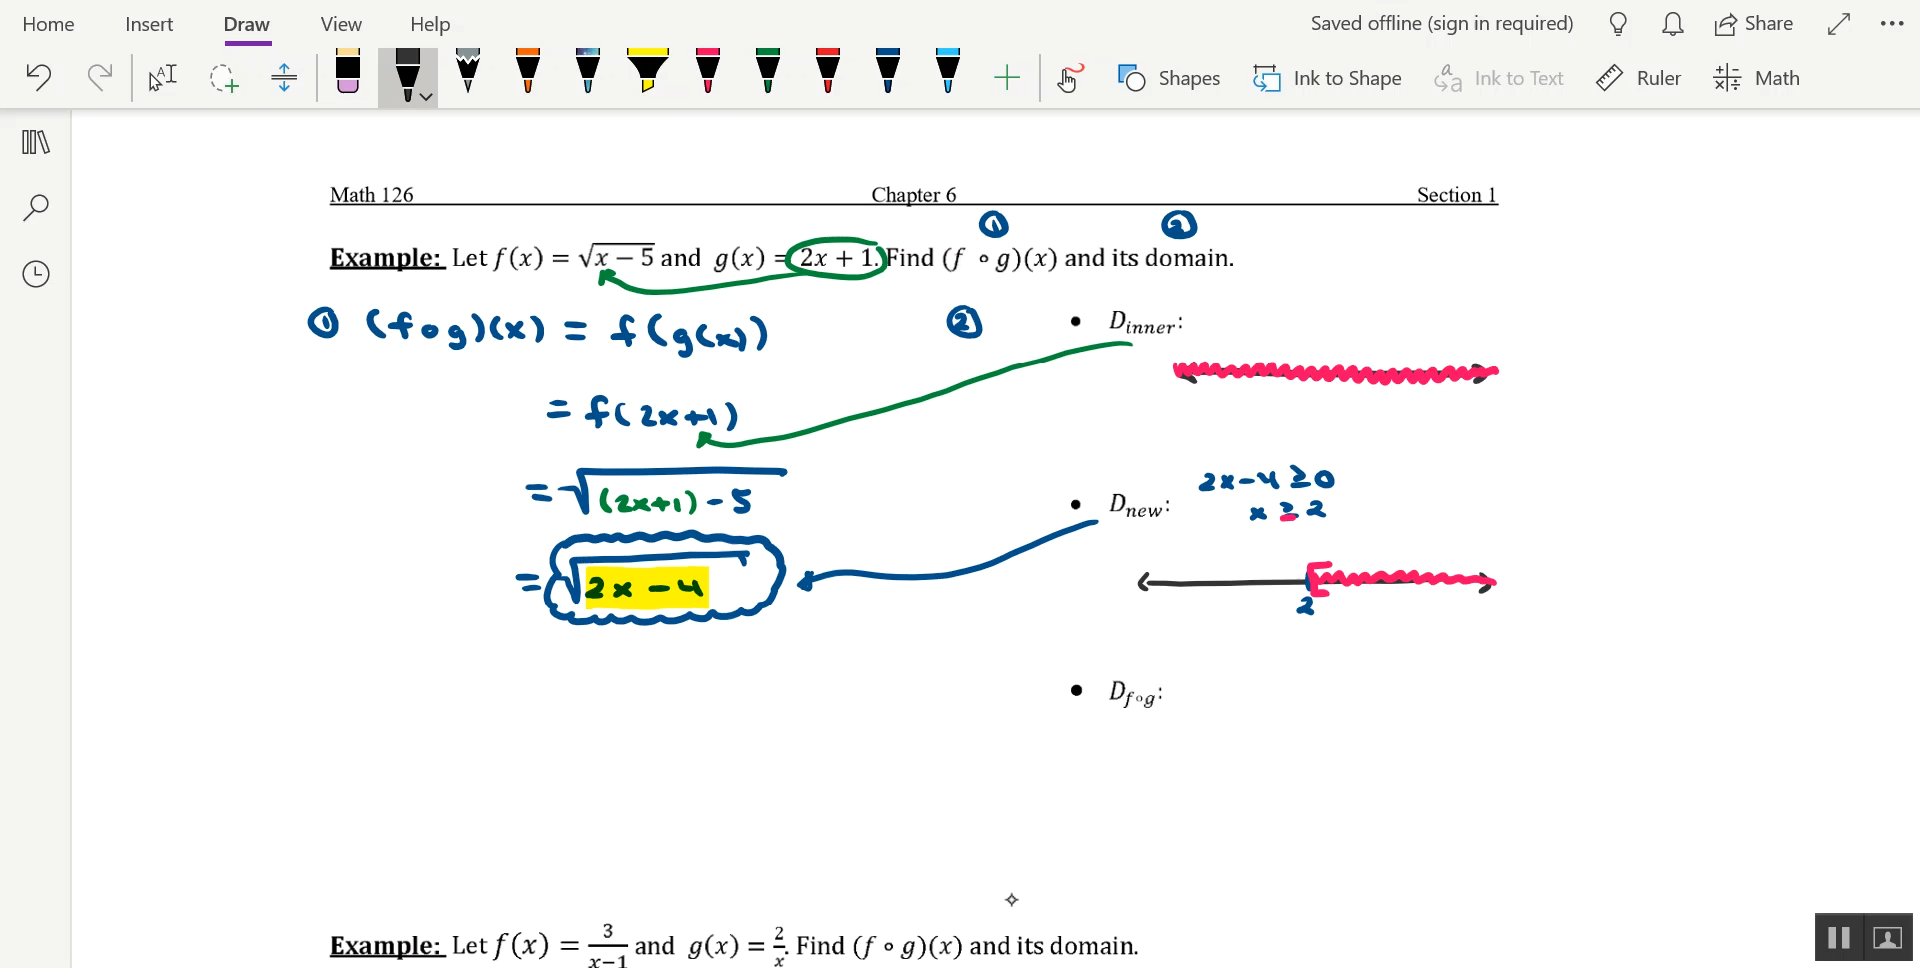 Home Insert Draw View Help Saved offline (sign in required) Share
Shapes Ink to Shape Ink to Text Ruler Math
Math 126 Chapter 6 Section 1
① ②
Example: Let f(x) = √(x − 5) and g(x) = 2x + 1. Find (f ∘ g)(x) and its domain.
① (f∘g)(x) = f(g(x))
= f(2x+1)
= √((2x+1) - 5)
= √(2x - 4)
② • D_inner:
• D_new: 2x-4 ≥ 0
x ≥ 2
2
• D_f∘g:
Example: Let f(x) = 3/(x−1) and g(x) = 2/x. Find (f ∘ g)(x) and its domain.